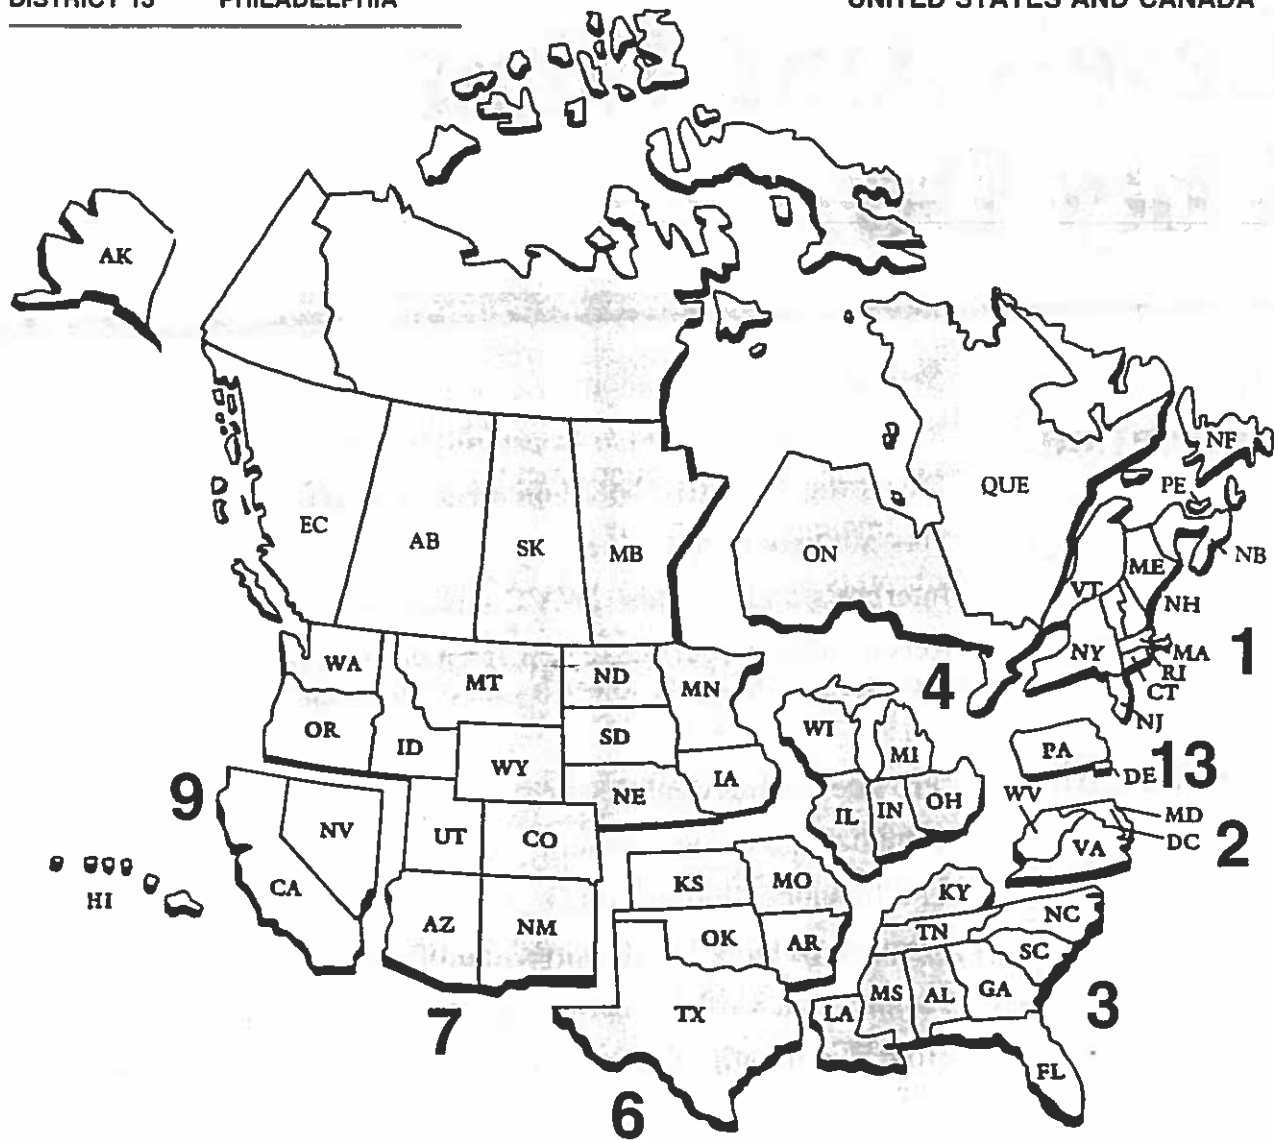 DISTRICT 13 PHILADELPHIA
UNITED STATES AND CANADA
AK
NF
PE
QUE
EC
AB
SK
MB
ON
NB
ME
VT
NH
WA
MT
ND
MN
NY
MA
RI
CT
1
4
NJ
OR
ID
SD
WI
MI
PA
13
DE
WY
IA
NE
WV
OH
9
IL
IN
MD
NV
UT
CO
DC
VA
2
HI
CA
KS
MO
KY
NC
AZ
NM
OK
AR
TN
SC
MS
AL
GA
3
TX
LA
7
FL
6